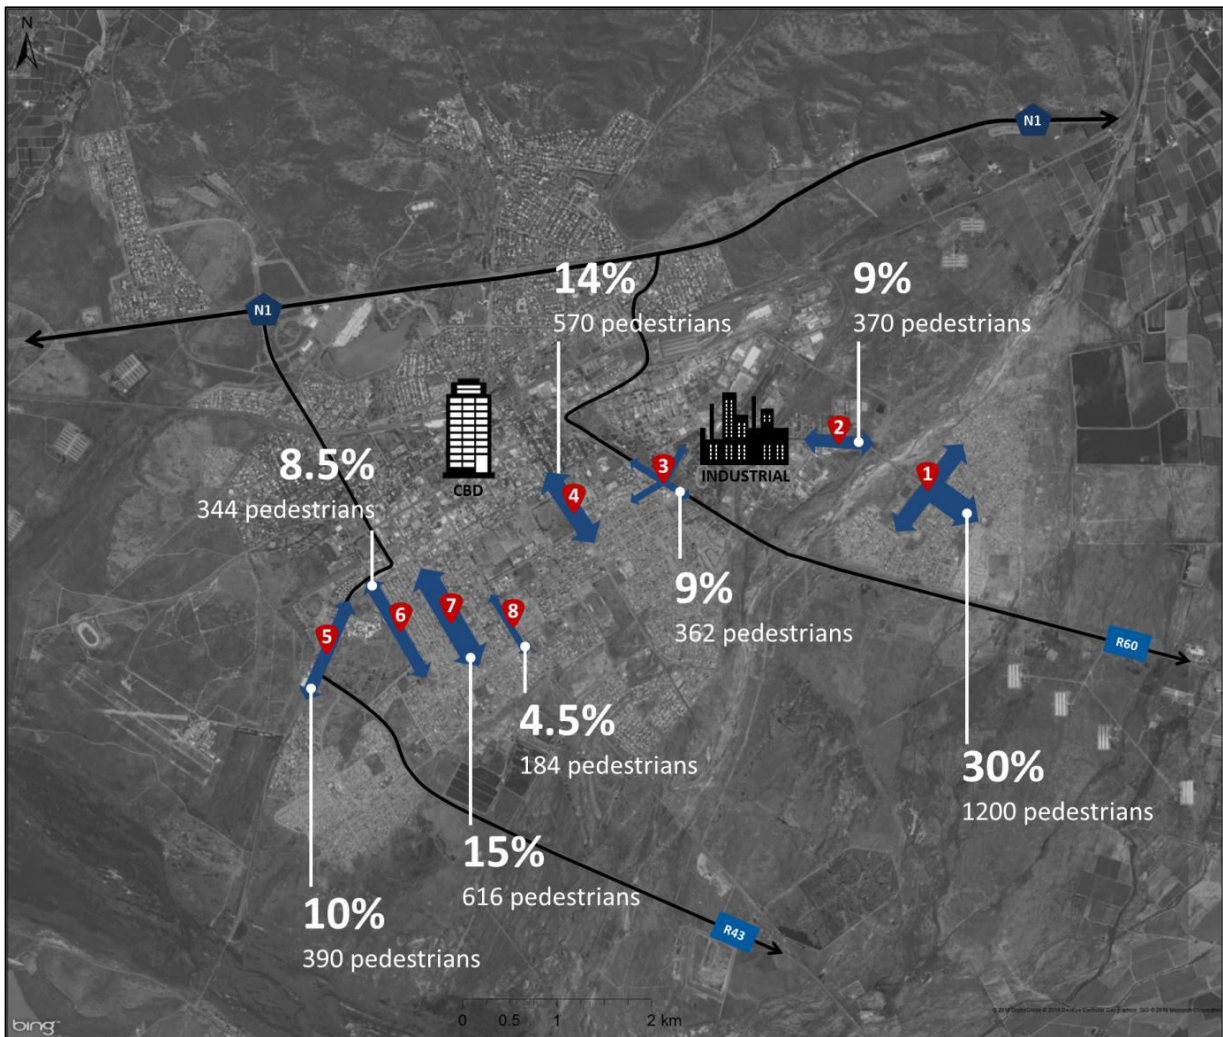 N
N1
N1
14%
570 pedestrians
9%
370 pedestrians
2
1
8.5%
344 pedestrians
CBD
3
INDUSTRIAL
4
9%
362 pedestrians
5
6
7
8
R60
4.5%
184 pedestrians
30%
1200 pedestrians
15%
616 pedestrians
10%
390 pedestrians
R43
bing
0 0.5 1 2 km